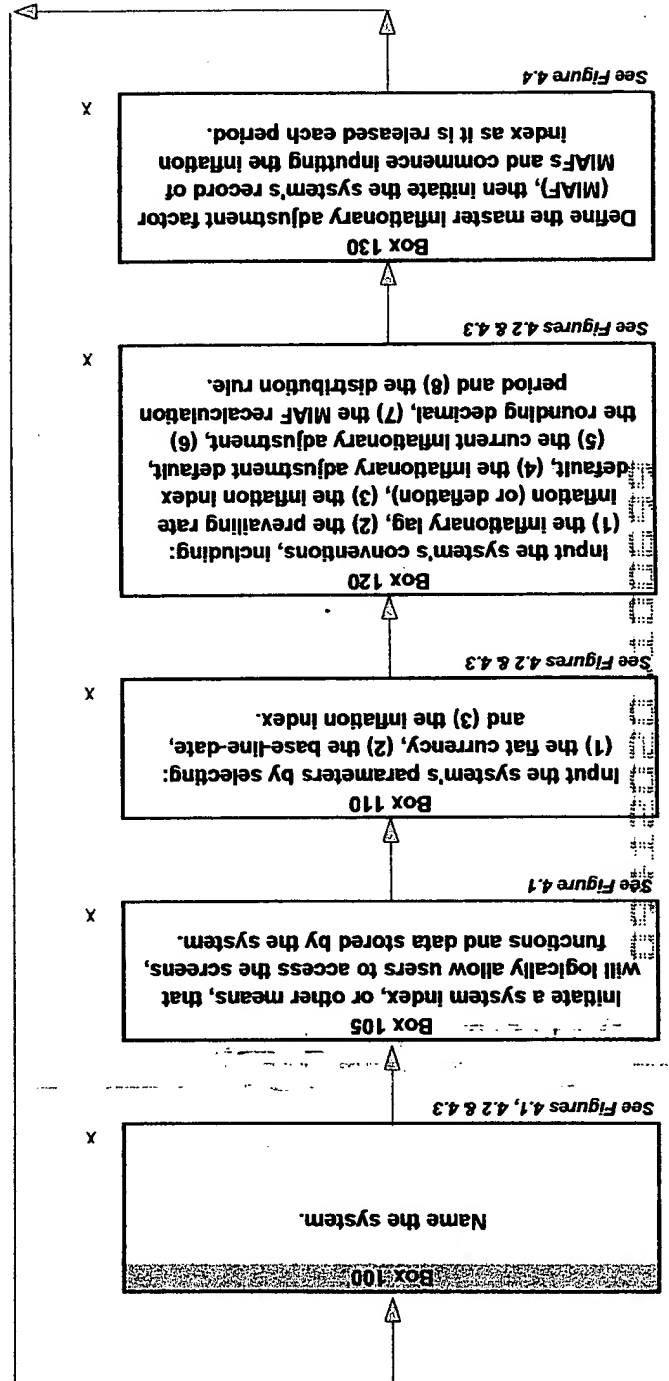 Box 100
Name the system.
x
See Figures 4.1, 4.2 & 4.3
Box 105
Initiate a system index, or other means, that
will logically allow users to access the screens,
functions and data stored by the system.
x
See Figure 4.1
Box 110
Input the system's parameters by selecting:
(1) the fiat currency, (2) the base-line-date,
and (3) the inflation index.
x
See Figures 4.2 & 4.3
Box 120
Input the system's conventions, including:
(1) the inflationary lag, (2) the prevailing rate
inflation (or deflation), (3) the inflation index
default, (4) the inflationary adjustment default,
(5) the current inflationary adjustment, (6)
the rounding decimal, (7) the MIAF recalculation
period and (8) the distribution rule.
x
See Figures 4.2 & 4.3
Box 130
Define the master inflationary adjustment factor
(MIAF), then initiate the system's record of
MIAFs and commence inputting the inflation
index as it is released each period.
x
See Figure 4.4